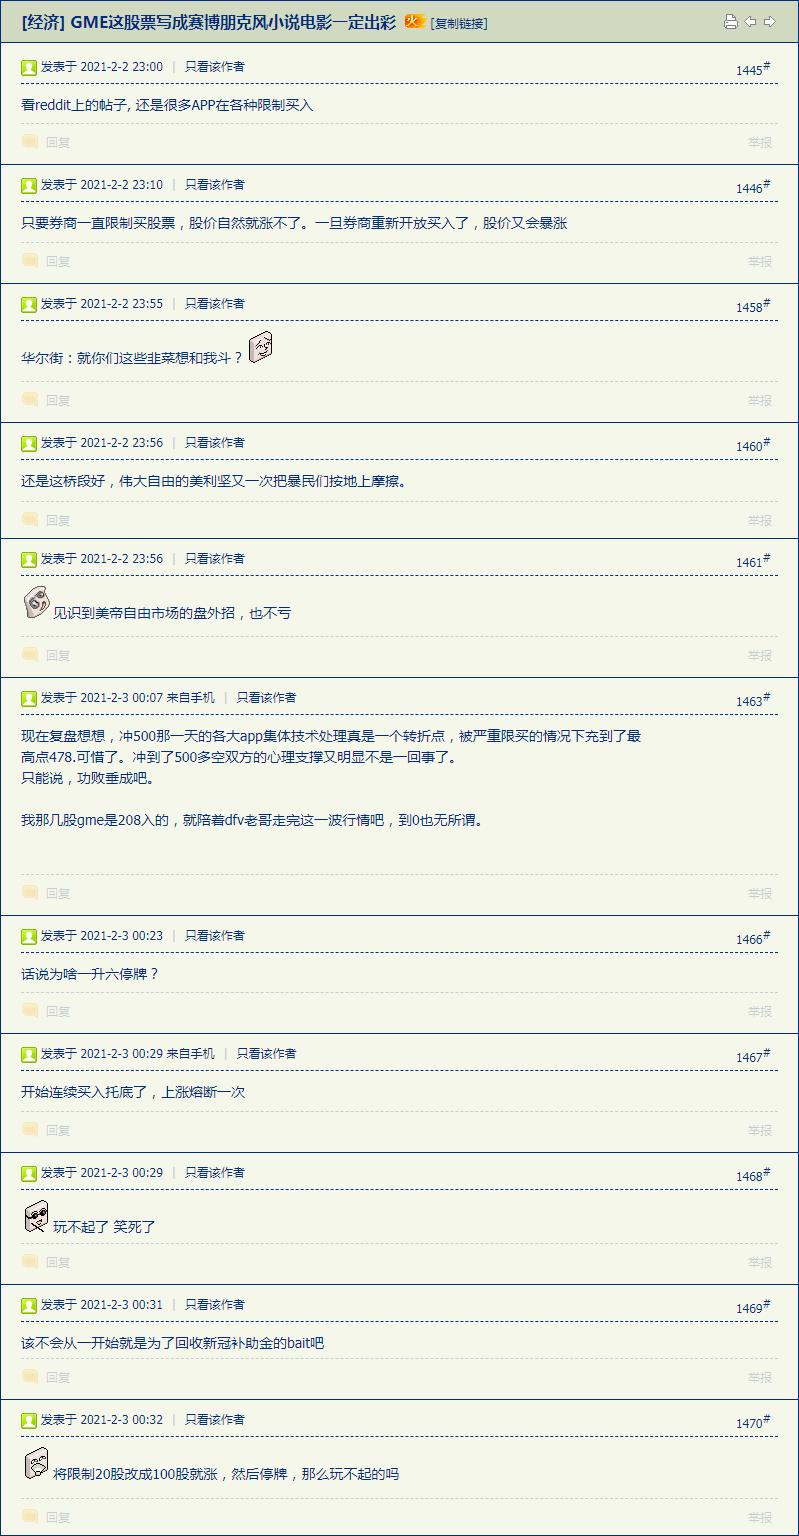 [经济] GME这股票写成赛博朋克风小说电影一定出彩 火 [复制链接]
发表于 2021-2-2 23:00 | 只看该作者 1445#
看reddit上的帖子, 还是很多APP在各种限制买入
回复 举报
发表于 2021-2-2 23:10 | 只看该作者 1446#
只要券商一直限制买股票，股价自然就涨不了。一旦券商重新开放买入了，股价又会暴涨
回复 举报
发表于 2021-2-2 23:55 | 只看该作者 1458#
华尔街：就你们这些韭菜想和我斗？
回复 举报
发表于 2021-2-2 23:56 | 只看该作者 1460#
还是这桥段好，伟大自由的美利坚又一次把暴民们按地上摩擦。
回复 举报
发表于 2021-2-2 23:56 | 只看该作者 1461#
见识到美帝自由市场的盘外招，也不亏
回复 举报
发表于 2021-2-3 00:07 来自手机 | 只看该作者 1463#
现在复盘想想，冲500那一天的各大app集体技术处理真是一个转折点，被严重限买的情况下充到了最
高点478.可惜了。冲到了500多空双方的心理支撑又明显不是一回事了。
只能说，功败垂成吧。
我那几股gme是208入的，就陪着dfv老哥走完这一波行情吧，到0也无所谓。
回复 举报
发表于 2021-2-3 00:23 | 只看该作者 1466#
话说为啥一升六停牌？
回复 举报
发表于 2021-2-3 00:29 来自手机 | 只看该作者 1467#
开始连续买入托底了，上涨熔断一次
回复 举报
发表于 2021-2-3 00:29 | 只看该作者 1468#
玩不起了 笑死了
回复 举报
发表于 2021-2-3 00:31 | 只看该作者 1469#
该不会从一开始就是为了回收新冠补助金的bait吧
回复 举报
发表于 2021-2-3 00:32 | 只看该作者 1470#
将限制20股改成100股就涨，然后停牌，那么玩不起的吗
回复 举报